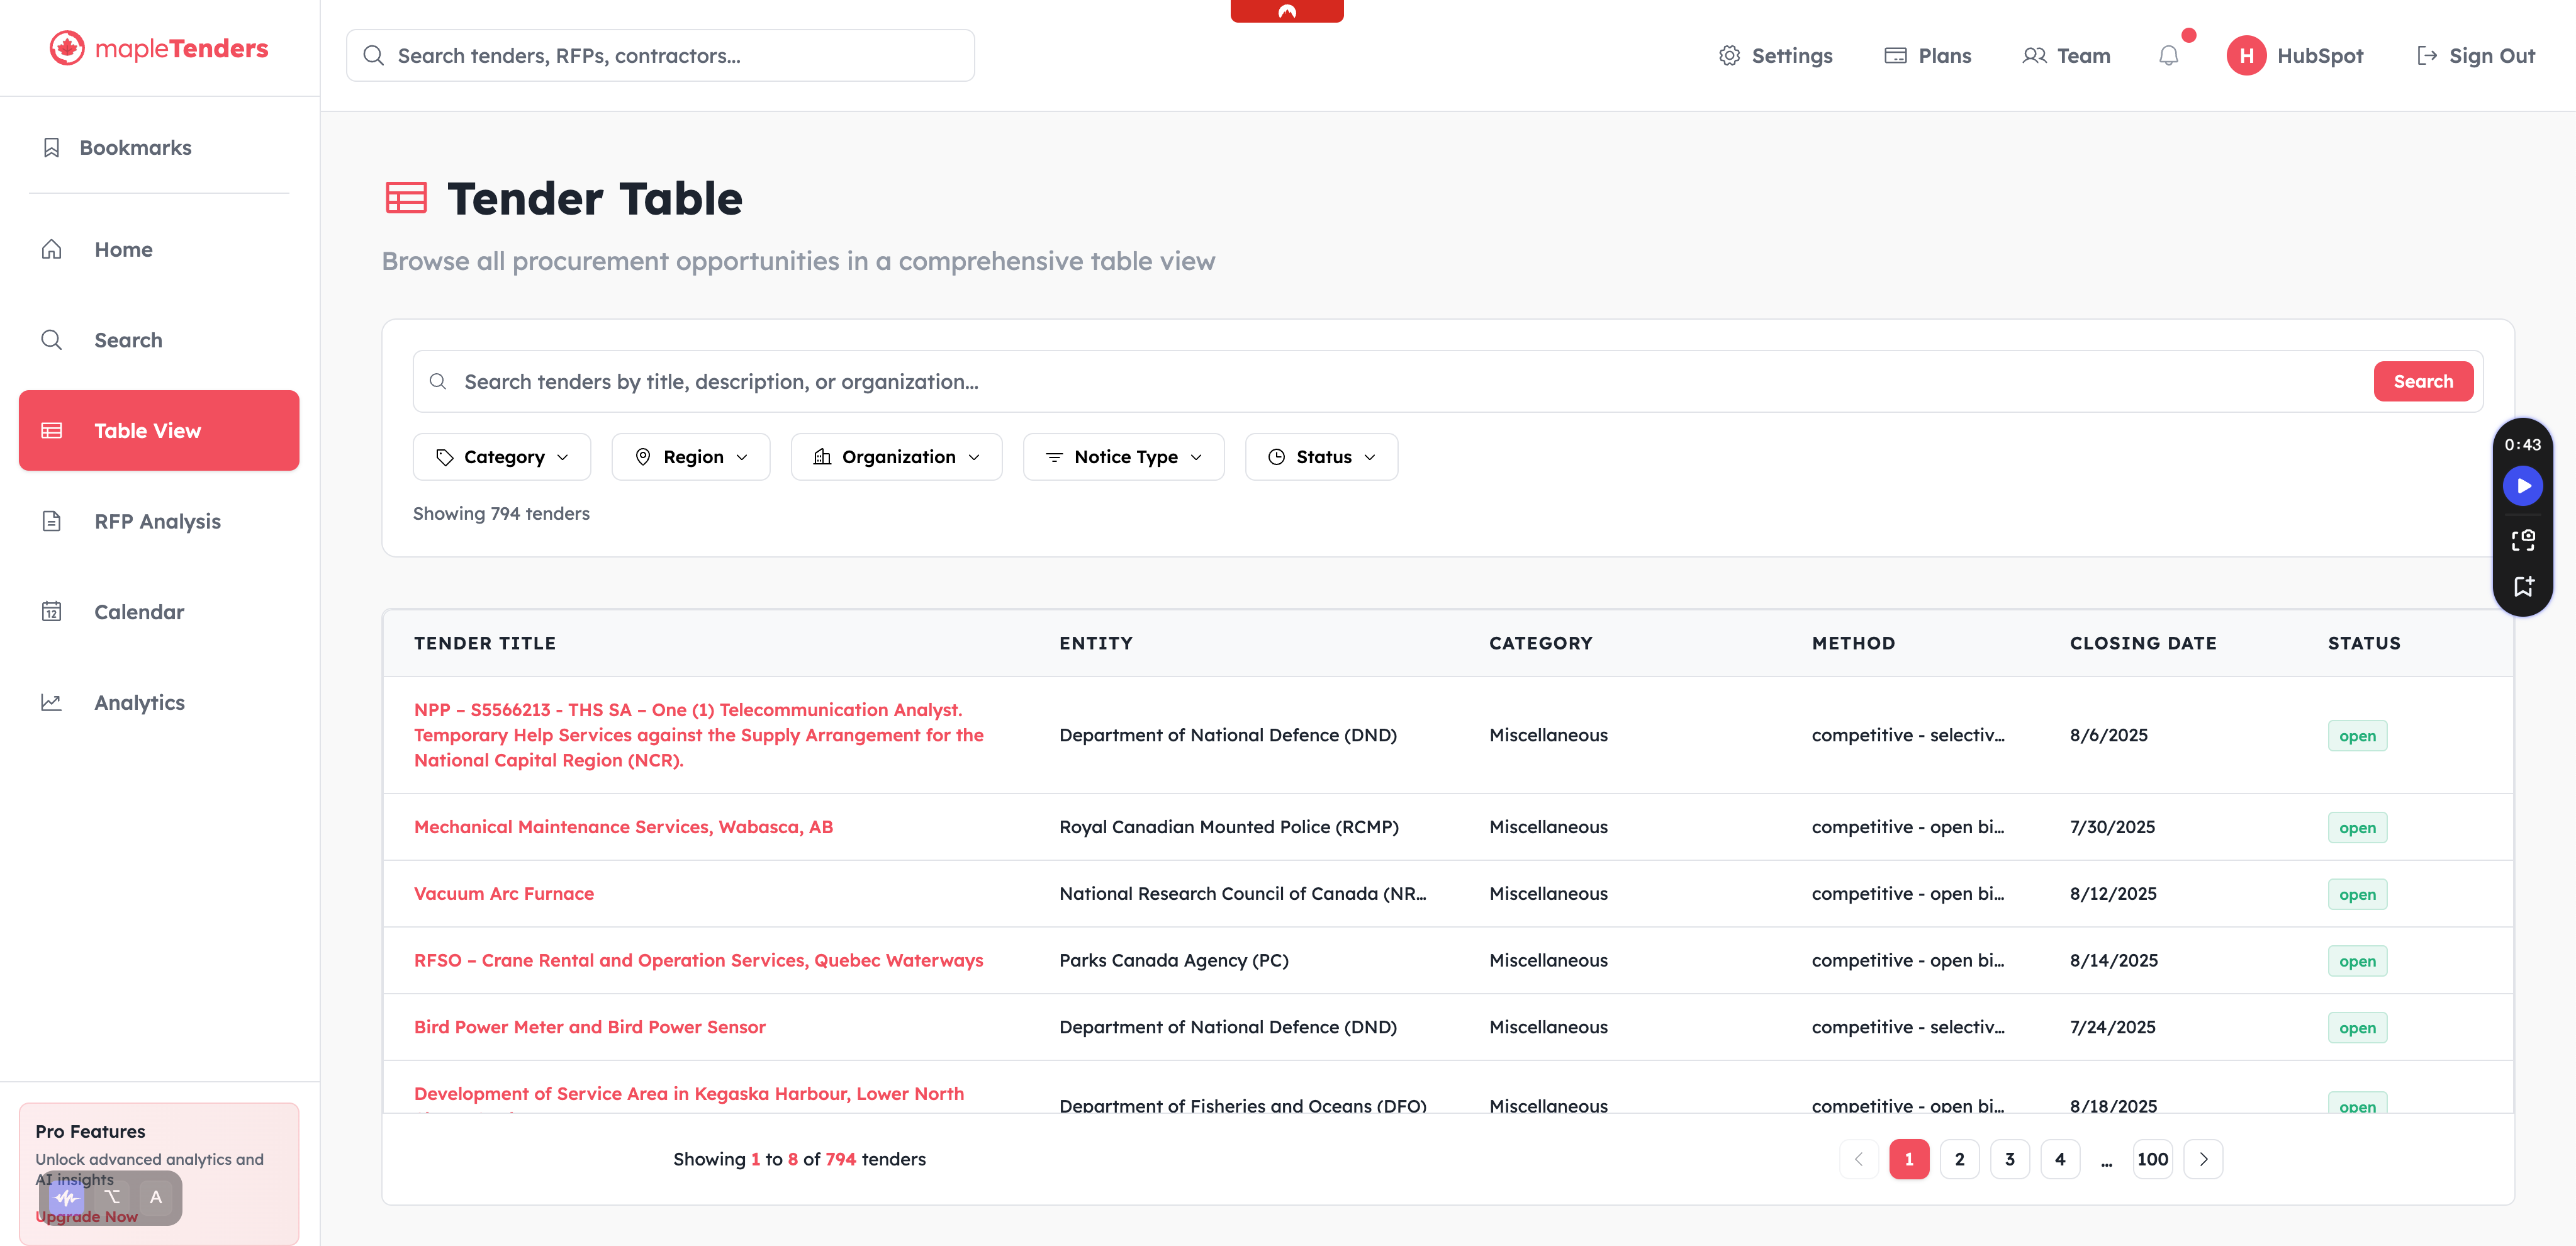 mapleTenders
Search tenders, RFPs, contractors...
Settings
Plans
Team
H
HubSpot
Sign Out
Bookmarks
Home
Search
Table View
RFP Analysis
12
Calendar
Analytics
Pro Features
Unlock advanced analytics and
AI insights
Upgrade Now
⌥
A
Tender Table
Browse all procurement opportunities in a comprehensive table view
Search tenders by title, description, or organization...
Search
Category
Region
Organization
Notice Type
Status
Showing 794 tenders
0:43
TENDER TITLE ENTITY CATEGORY METHOD CLOSING DATE STATUS
NPP – S5566213 - THS SA – One (1) Telecommunication Analyst.
Temporary Help Services against the Supply Arrangement for the
National Capital Region (NCR).
Department of National Defence (DND) Miscellaneous competitive - selectiv... 8/6/2025 open
Mechanical Maintenance Services, Wabasca, AB Royal Canadian Mounted Police (RCMP) Miscellaneous competitive - open bi... 7/30/2025 open
Vacuum Arc Furnace National Research Council of Canada (NR... Miscellaneous competitive - open bi... 8/12/2025 open
RFSO – Crane Rental and Operation Services, Quebec Waterways Parks Canada Agency (PC) Miscellaneous competitive - open bi... 8/14/2025 open
Bird Power Meter and Bird Power Sensor Department of National Defence (DND) Miscellaneous competitive - selectiv... 7/24/2025 open
Development of Service Area in Kegaska Harbour, Lower North
Department of Fisheries and Oceans (DFO) Miscellaneous competitive - open bi... 8/18/2025 open
Showing 1 to 8 of 794 tenders
1 2 3 4 ... 100